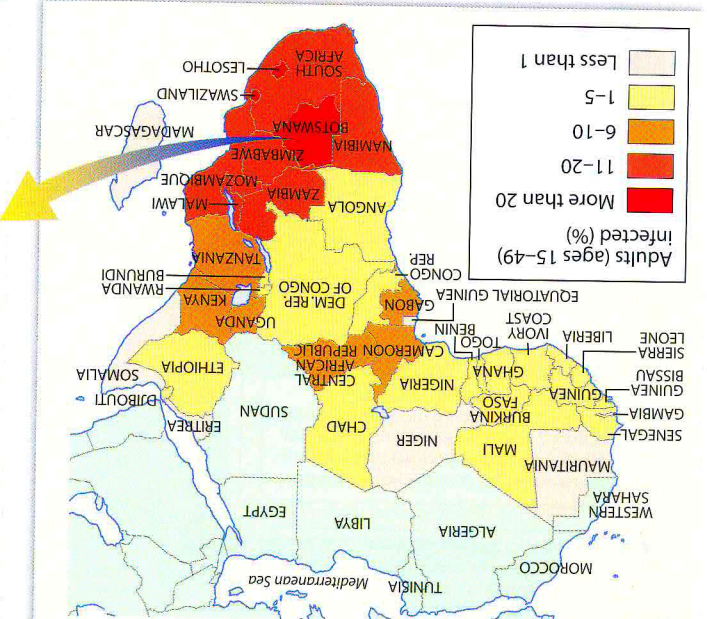 Adults (ages 15–49)
infected (%)
More than 20
11–20
6–10
1–5
Less than 1
Mediterranean Sea
TUNISIA
MOROCCO
ALGERIA
LIBYA
EGYPT
WESTERN
SAHARA
MAURITANIA
MALI
NIGER
CHAD
SUDAN
ERITREA
DJIBOUTI
SOMALIA
ETHIOPIA
SENEGAL
GAMBIA
GUINEA
BISSAU
GUINEA
SIERRA
LEONE
LIBERIA
IVORY
COAST
BURKINA
FASO
GHANA
TOGO
BENIN
NIGERIA
CAMEROON
CENTRAL
AFRICAN
REPUBLIC
EQUATORIAL GUINEA
GABON
CONGO
REP
DEM. REP.
OF CONGO
UGANDA
KENYA
RWANDA
BURUNDI
TANZANIA
ANGOLA
ZAMBIA
MALAWI
MOZAMBIQUE
ZIMBABWE
MADAGASCAR
NAMIBIA
BOTSWANA
SWAZILAND
LESOTHO
SOUTH
AFRICA